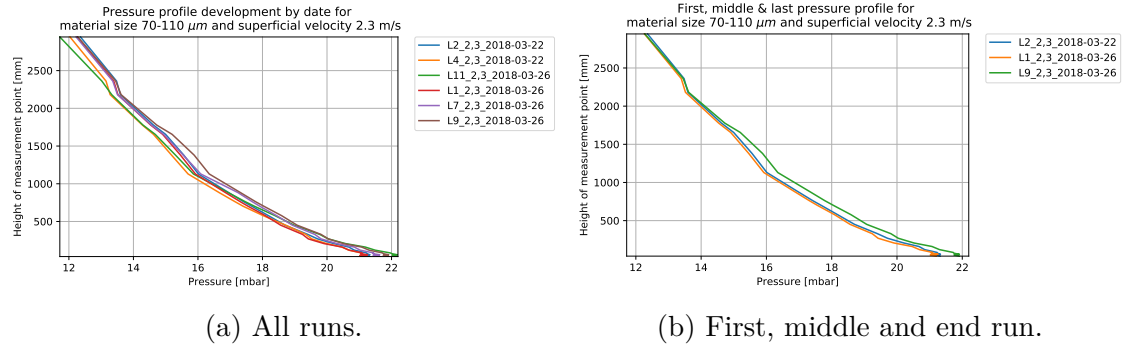 Pressure profile development by date for
material size 70-110 μm and superficial velocity 2.3 m/s
Height of measurement point [mm]
2500
2000
1500
1000
500
12 14 16 18 20 22
Pressure [mbar]
L2_2,3_2018-03-22
L4_2,3_2018-03-22
L11_2,3_2018-03-26
L1_2,3_2018-03-26
L7_2,3_2018-03-26
L9_2,3_2018-03-26
(a) All runs.
First, middle & last pressure profile for
material size 70-110 μm and superficial velocity 2.3 m/s
Height of measurement point [mm]
2500
2000
1500
1000
500
12 14 16 18 20 22
Pressure [mbar]
L2_2,3_2018-03-22
L1_2,3_2018-03-26
L9_2,3_2018-03-26
(b) First, middle and end run.